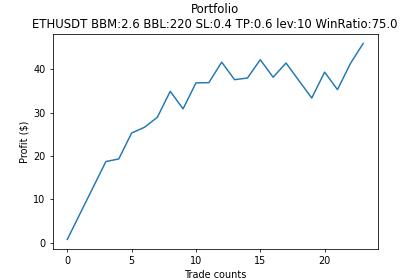 Portfolio
ETHUSDT BBM:2.6 BBL:220 SL:0.4 TP:0.6 lev:10 WinRatio:75.0
Profit ($)
40
30
20
10
0
0 5 10 15 20
Trade counts